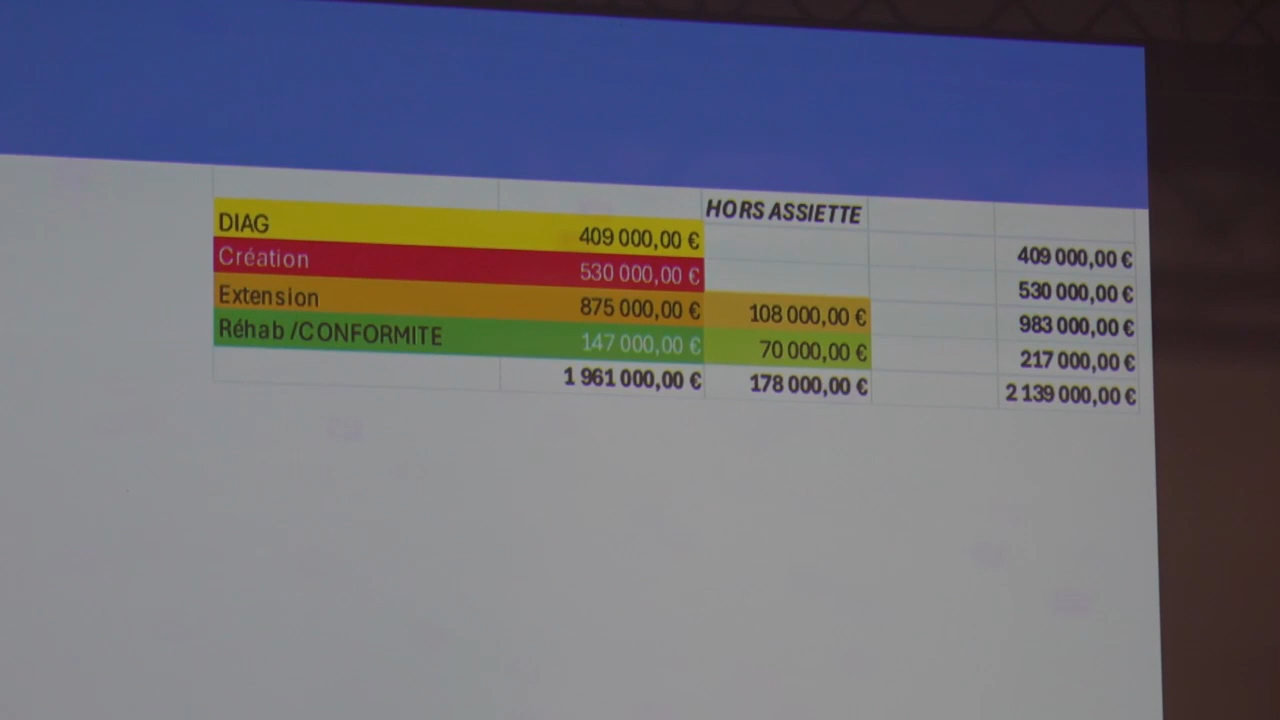 HORS ASSIETTE
DIAG 409 000,00 € 409 000,00 €
Création 530 000,00 € 530 000,00 €
Extension 875 000,00 € 108 000,00 € 983 000,00 €
Réhab /CONFORMITE 147 000,00 € 70 000,00 € 217 000,00 €
1 961 000,00 € 178 000,00 € 2 139 000,00 €